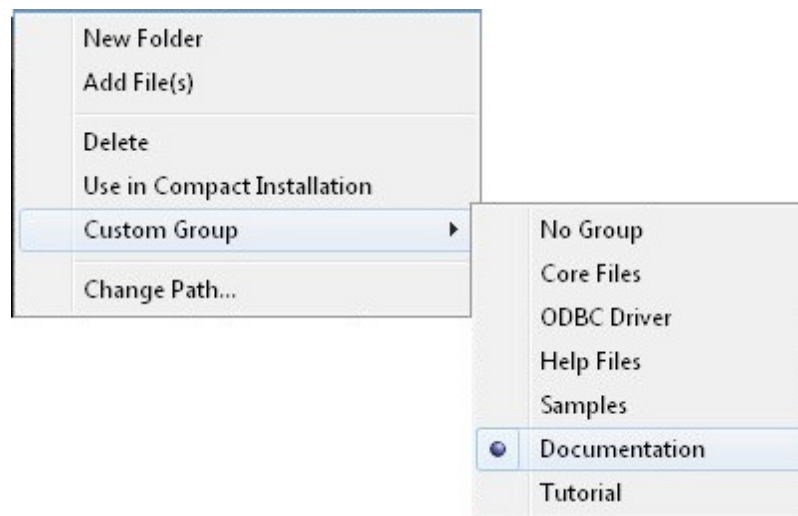 New Folder
Add File(s)
Delete
Use in Compact Installation
Custom Group
Change Path...
No Group
Core Files
ODBC Driver
Help Files
Samples
Documentation
Tutorial